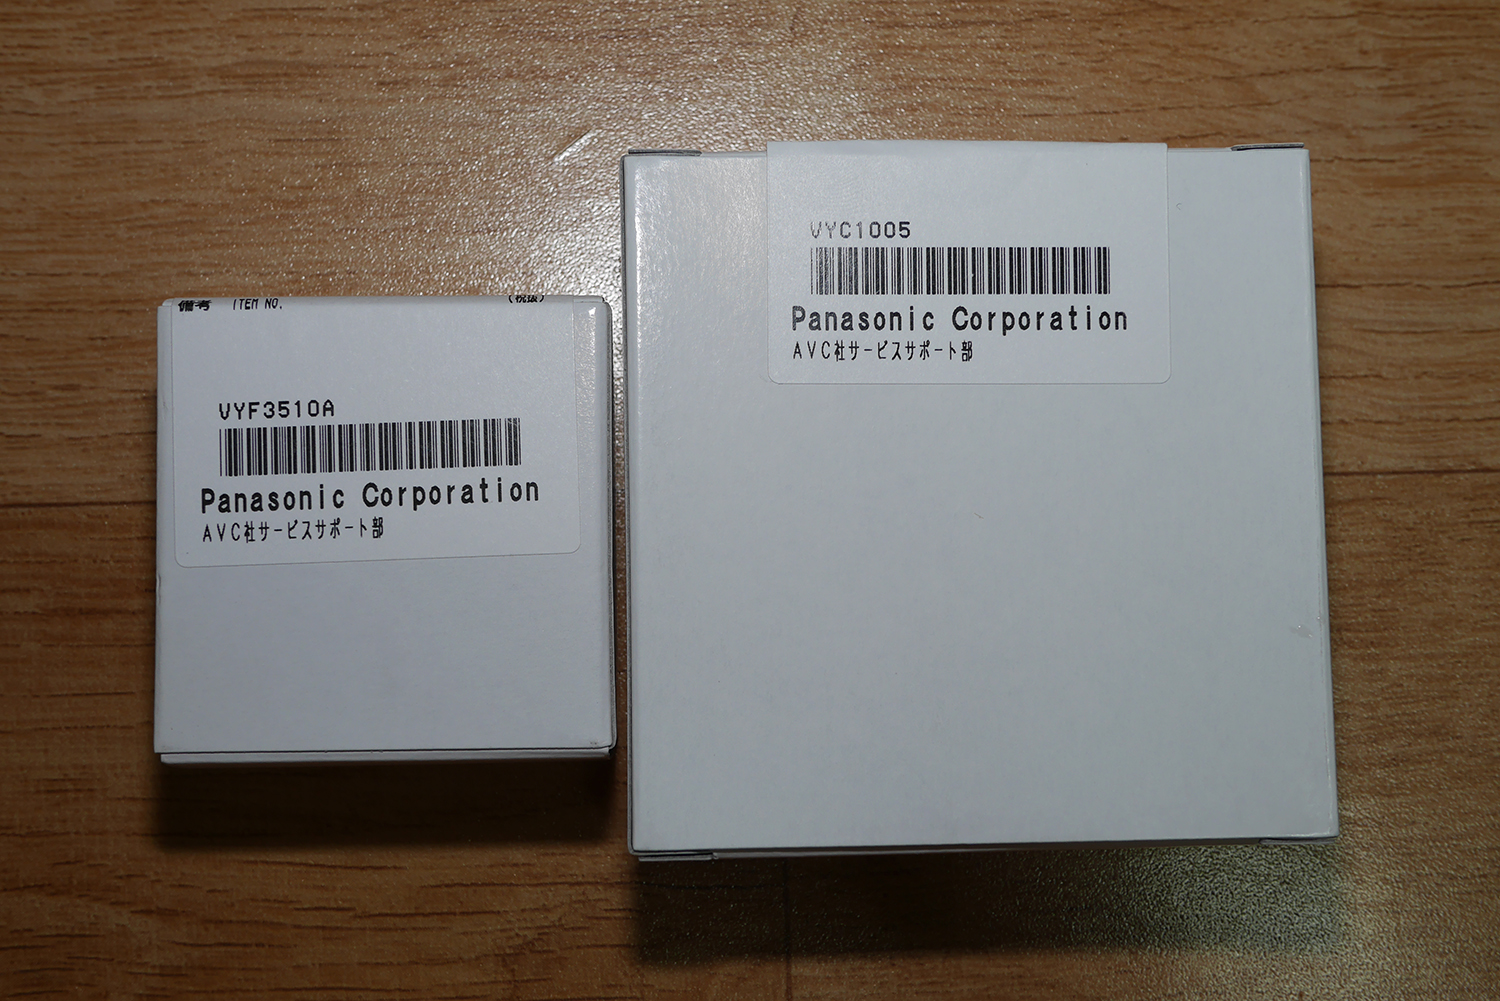 備考 ITEM NO. (税抜)
VYF3510A
Panasonic Corporation
AVC社サービスサポート部
VYC1005
Panasonic Corporation
AVC社サービスサポート部